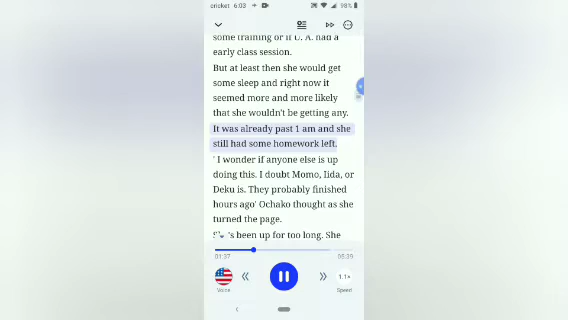 cricket 6:03 98%
some training or if U. A. had a
early class session.
But at least then she would get
some sleep and right now it
seemed more and more likely
that she wouldn't be getting any.
It was already past 1 am and she
still had some homework left.
' I wonder if anyone else is up
doing this. I doubt Momo, Iida, or
Deku is. They probably finished
hours ago' Ochako thought as she
turned the page.
's been up for too long. She
01:37 05:39
1.1×
Voice Speed